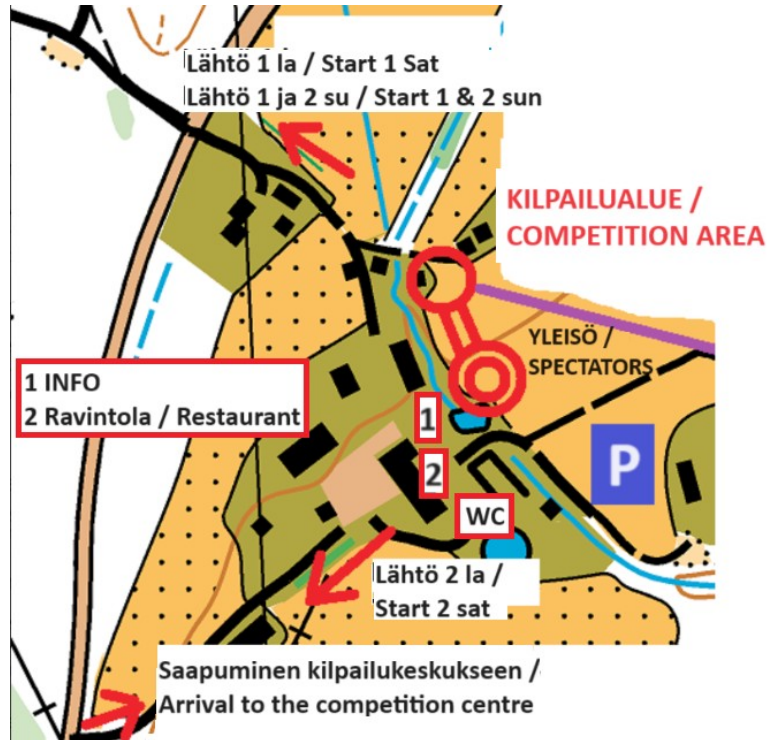 Lähtö 1 la / Start 1 Sat
Lähtö 1 ja 2 su / Start 1 & 2 sun
KILPAILUALUE /
COMPETITION AREA
YLEISÖ /
SPECTATORS
1 INFO
2 Ravintola / Restaurant
1
2
P
WC
Lähtö 2 la /
Start 2 sat
Saapuminen kilpailukeskukseen /
Arrival to the competition centre